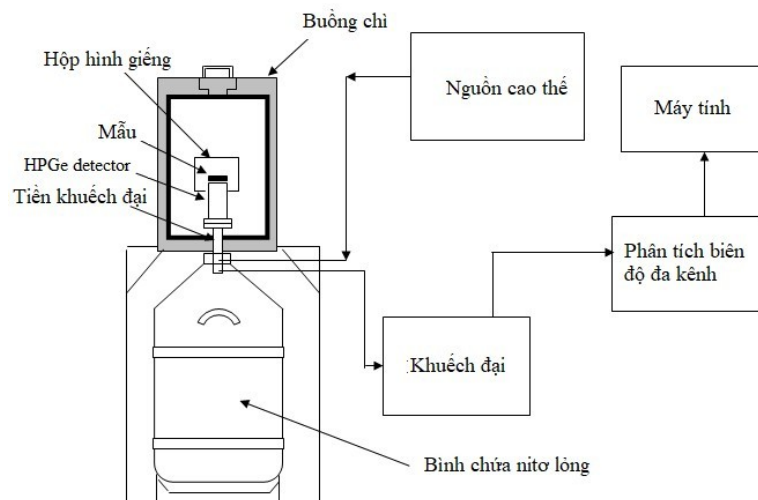 Buồng chì
Hộp hình giếng
Mẫu
HPGe detector
Tiền khuếch đại
Nguồn cao thế
Máy tính
Phân tích biên
độ đa kênh
Khuếch đại
Bình chứa nitơ lỏng